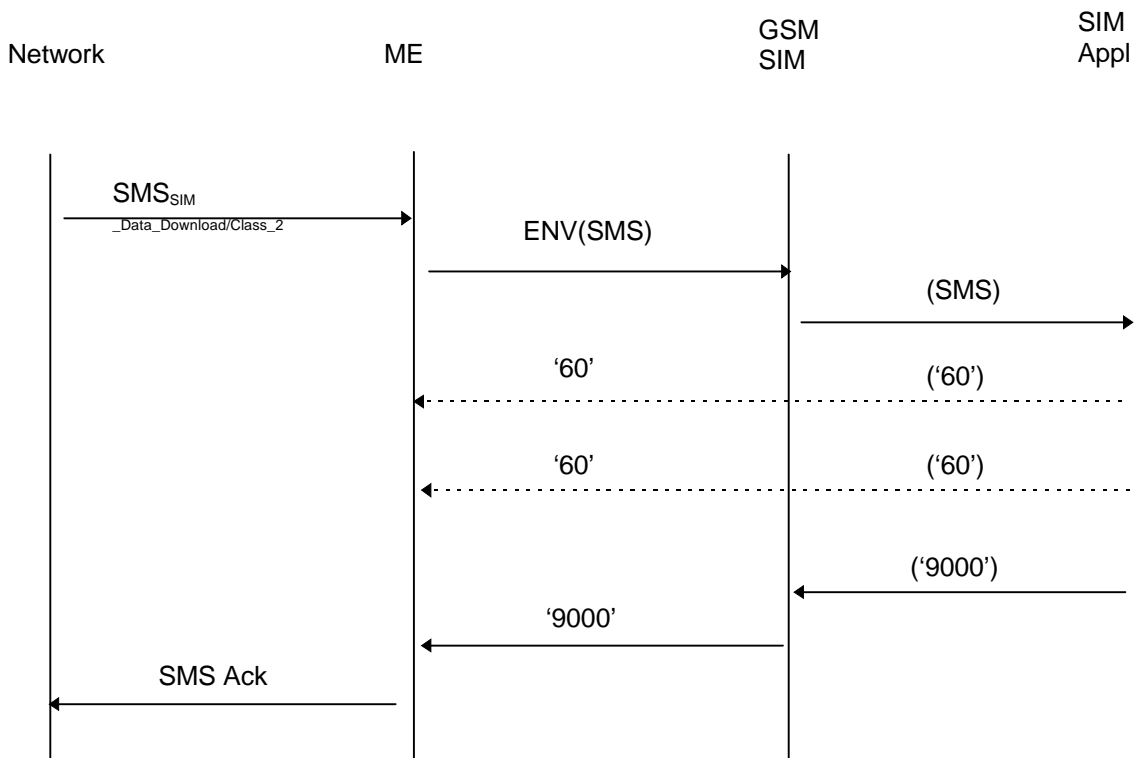 Network
ME
GSM
SIM
SIM
Appl
SMSSIM
_Data_Download/Class_2
ENV(SMS)
(SMS)
‘60’
(‘60’)
‘60’
(‘60’)
(‘9000’)
‘9000’
SMS Ack